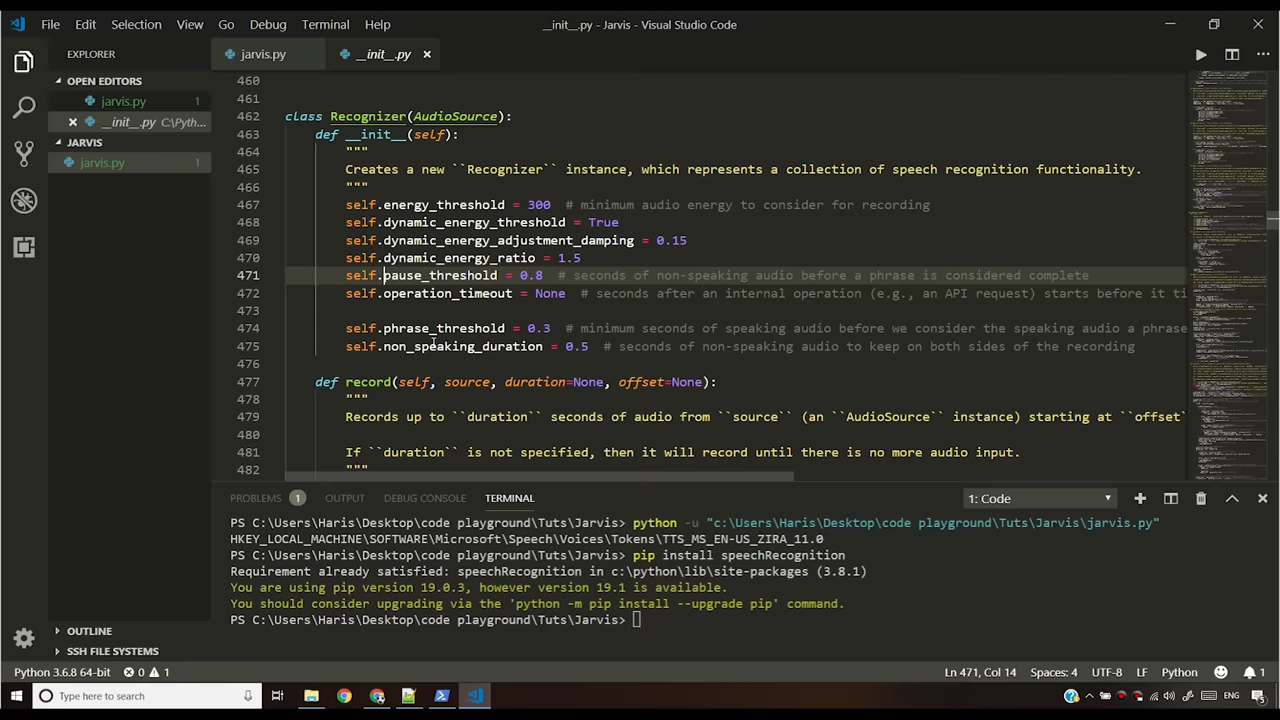 File Edit Selection View Go Debug Terminal Help __init__.py - Jarvis - Visual Studio Code
EXPLORER
jarvis.py
__init__.py
OPEN EDITORS
jarvis.py 1
__init__.py C:\Pyth...
JARVIS
jarvis.py 1
460
461
462 class Recognizer(AudioSource):
463 def __init__(self):
464 """
465 Creates a new ``Recognizer`` instance, which represents a collection of speech recognition functionality.
466 """
467 self.energy_threshold = 300 # minimum audio energy to consider for recording
468 self.dynamic_energy_threshold = True
469 self.dynamic_energy_adjustment_damping = 0.15
470 self.dynamic_energy_ratio = 1.5
471 self.pause_threshold = 0.8 # seconds of non-speaking audio before a phrase is considered complete
472 self.operation_timeout = None # seconds after an internal operation (e.g., an API request) starts before it ti
473
474 self.phrase_threshold = 0.3 # minimum seconds of speaking audio before we consider the speaking audio a phrase
475 self.non_speaking_duration = 0.5 # seconds of non-speaking audio to keep on both sides of the recording
476
477 def record(self, source, duration=None, offset=None):
478 """
479 Records up to ``duration`` seconds of audio from ``source`` (an ``AudioSource`` instance) starting at ``offset`
480
481 If ``duration`` is not specified, then it will record until there is no more audio input.
482 """
PROBLEMS 1 OUTPUT DEBUG CONSOLE TERMINAL 1: Code
PS C:\Users\Haris\Desktop\code playground\Tuts\Jarvis> python -u "c:\Users\Haris\Desktop\code playground\Tuts\Jarvis\jarvis.py"
HKEY_LOCAL_MACHINE\SOFTWARE\Microsoft\Speech\Voices\Tokens\TTS_MS_EN-US_ZIRA_11.0
PS C:\Users\Haris\Desktop\code playground\Tuts\Jarvis> pip install speechRecognition
Requirement already satisfied: speechRecognition in c:\python\lib\site-packages (3.8.1)
You are using pip version 19.0.3, however version 19.1 is available.
You should consider upgrading via the 'python -m pip install --upgrade pip' command.
PS C:\Users\Haris\Desktop\code playground\Tuts\Jarvis>
OUTLINE
SSH FILE SYSTEMS
Python 3.6.8 64-bit 0 1 Ln 471, Col 14 Spaces: 4 UTF-8 LF Python 1
Type here to search ENG 5